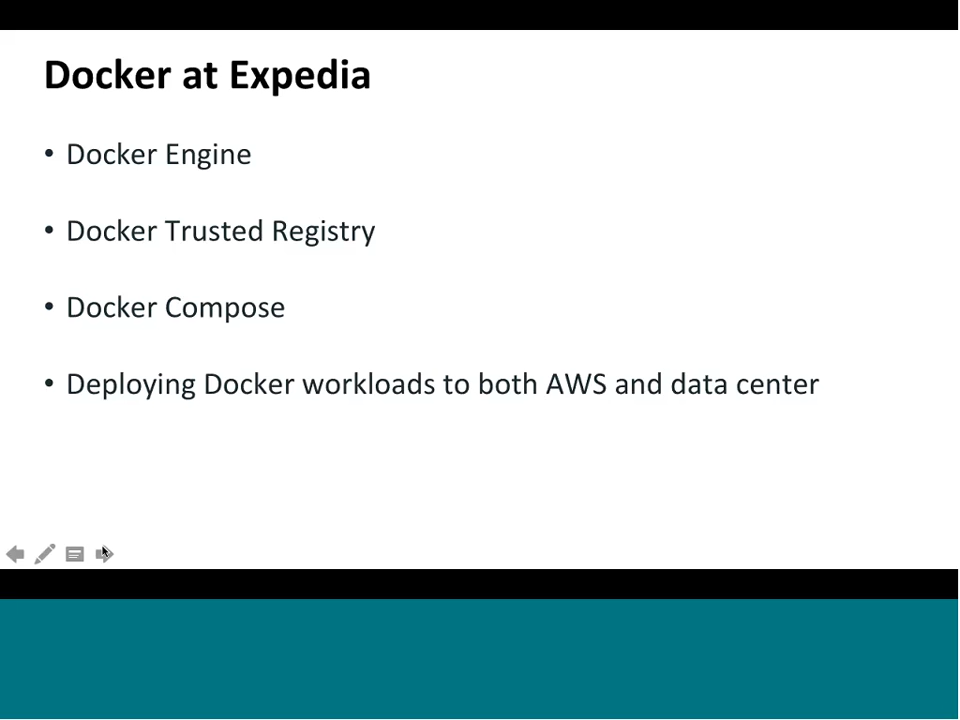 Docker at Expedia
• Docker Engine
• Docker Trusted Registry
• Docker Compose
• Deploying Docker workloads to both AWS and data center